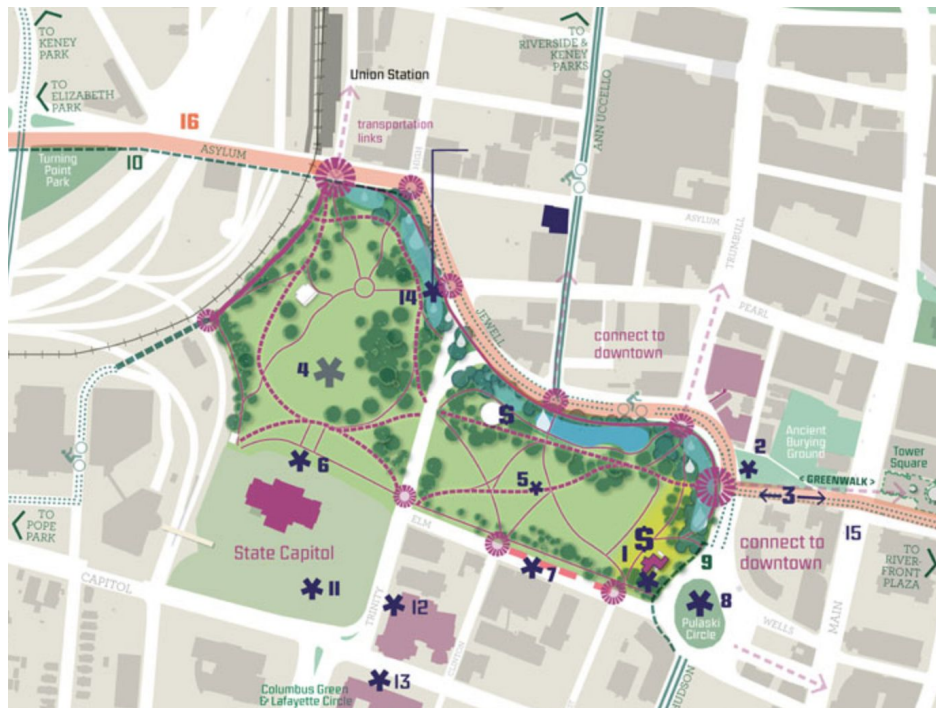 TO
KENEY
PARK
TO
ELIZABETH
PARK
Union Station
TO
RIVERSIDE &
KENEY
PARKS
ANN UCCELLO
16
transportation
links
HIGH
ASYLUM
10
Turning
Point
Park
ASYLUM
TRUMBULL
14
JEWELL
PEARL
connect to
downtown
4
$
Ancient
Burying
Ground
2
Tower
Square
< GREENWALK >
6
5
3
TO
POPE
PARK
State Capitol
ELM
1
$
9
connect to
downtown
15
TO
RIVER-
FRONT
PLAZA
7
CAPITOL
11
TRINITY
12
8
Pulaski
Circle
MAIN
WELLS
CLINTON
13
Columbus Green
& Lafayette Circle
HUDSON